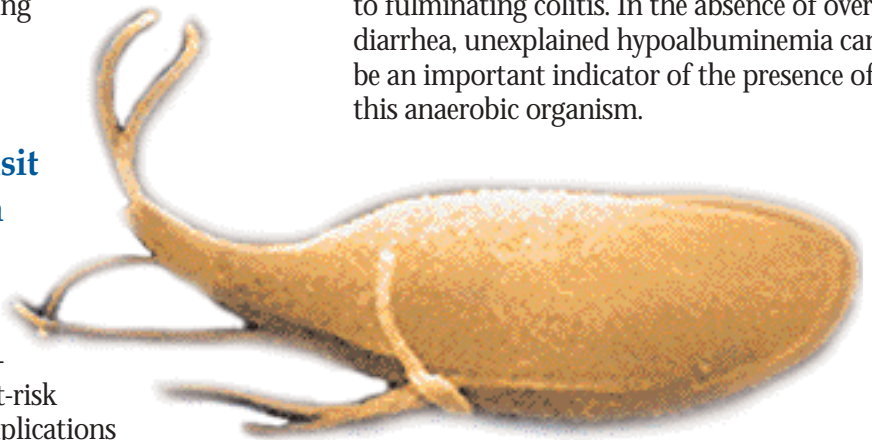 ng
sit
-
t-risk
plications
to fulminating colitis. In the absence of over
diarrhea, unexplained hypoalbuminemia can
be an important indicator of the presence of
this anaerobic organism.